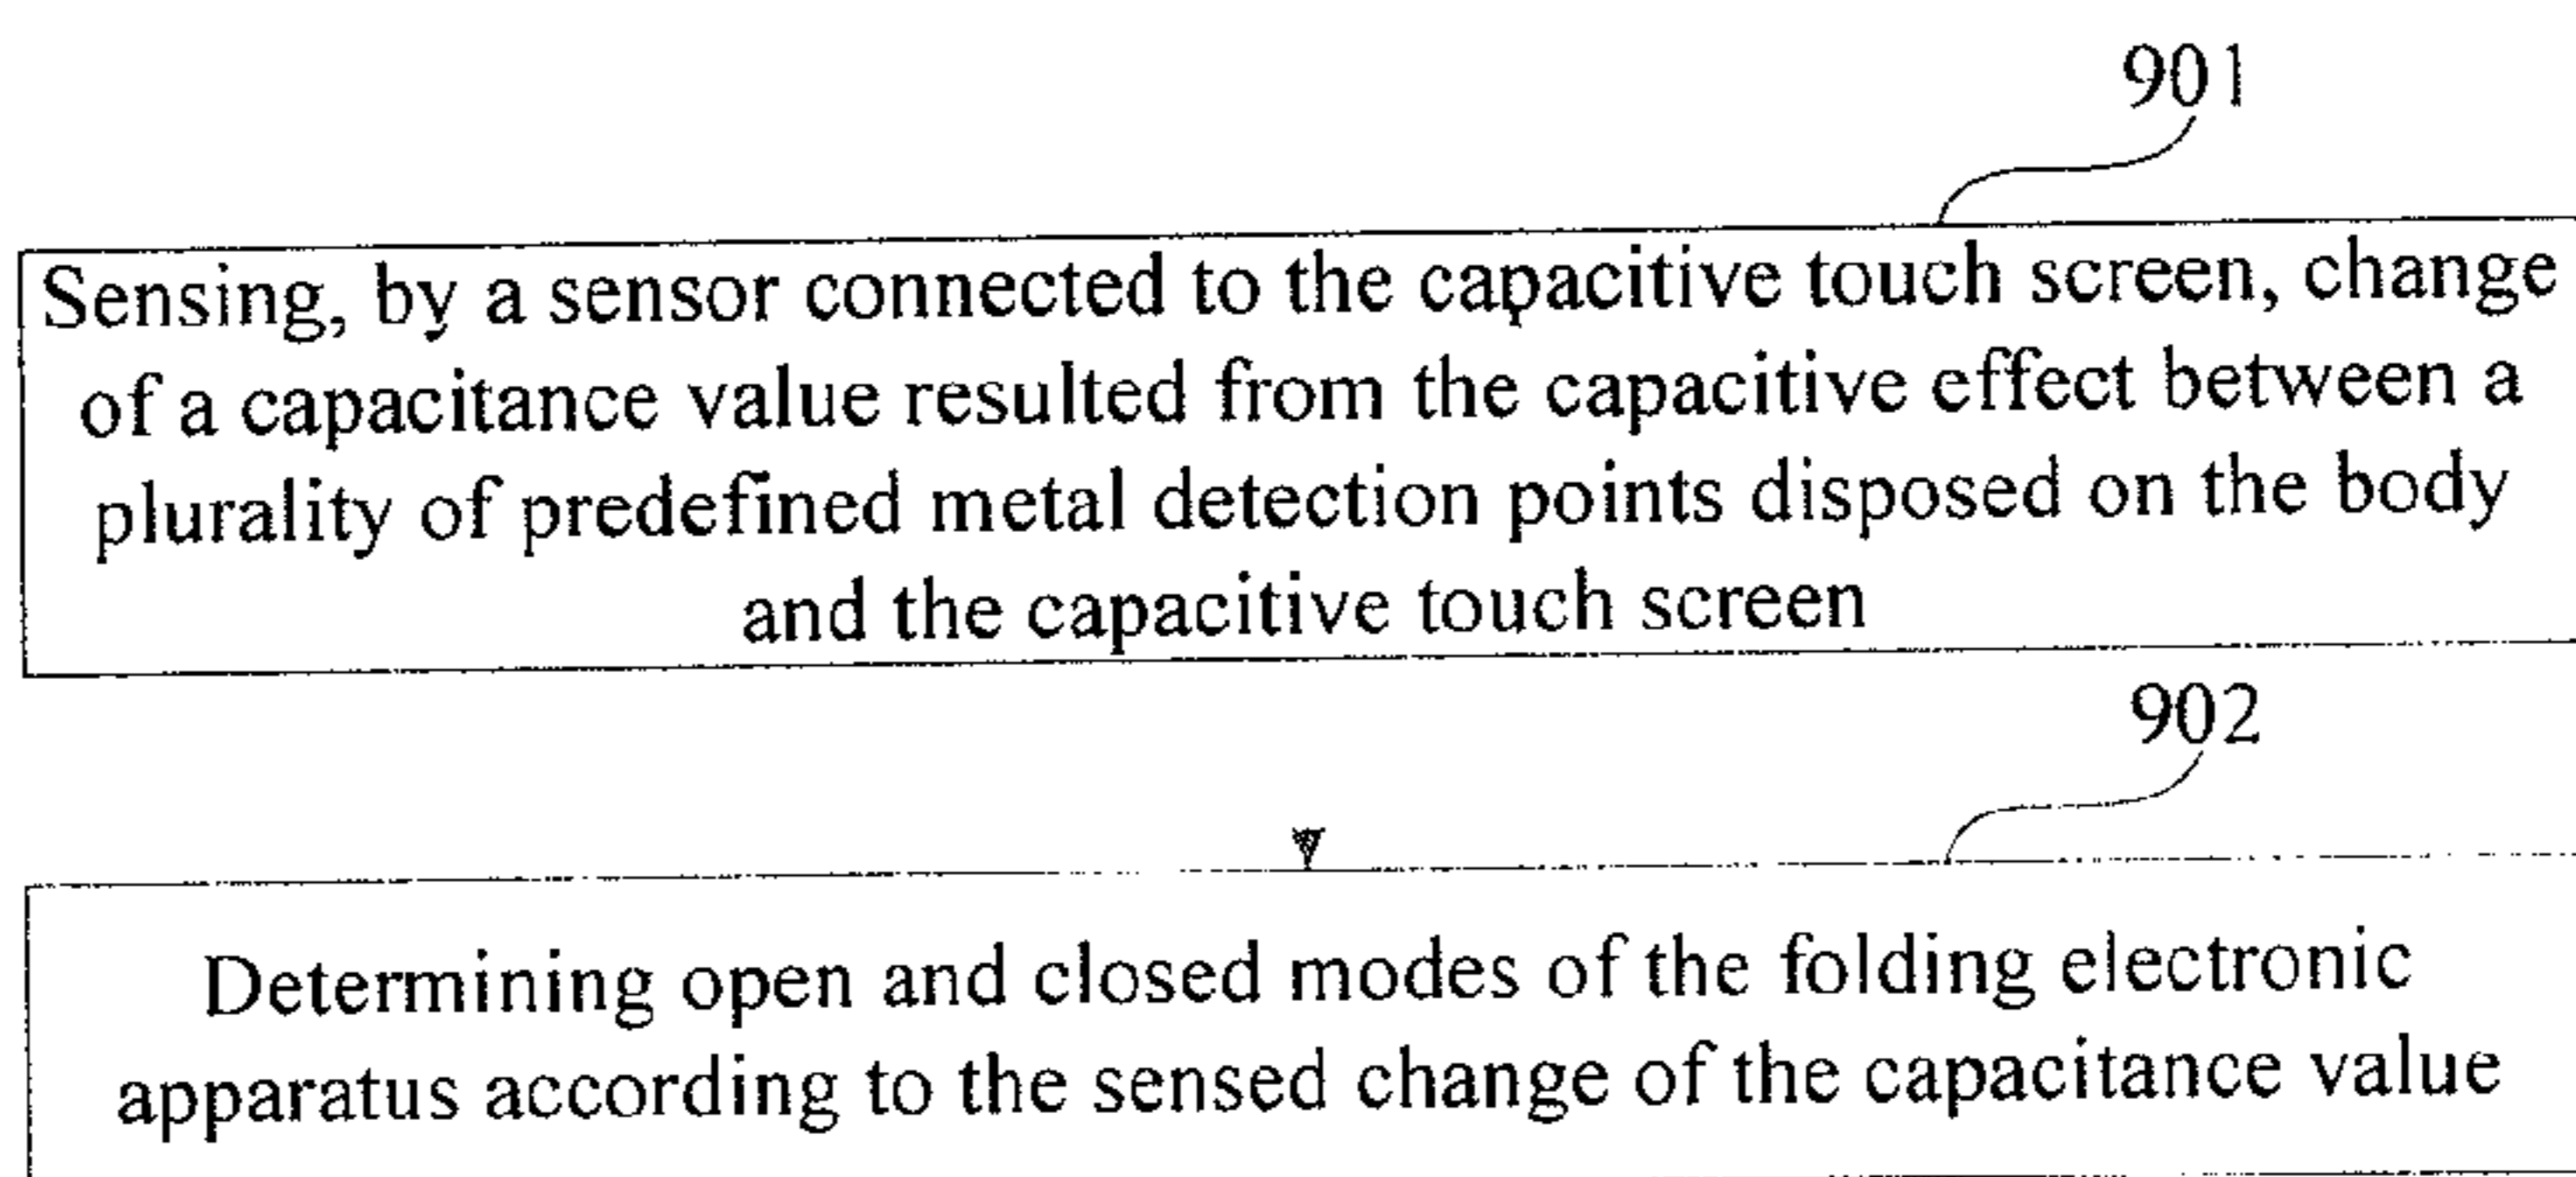 901
Sensing, by a sensor connected to the capacitive touch screen, change
of a capacitance value resulted from the capacitive effect between a
plurality of predefined metal detection points disposed on the body
and the capacitive touch screen
902
Determining open and closed modes of the folding electronic
apparatus according to the sensed change of the capacitance value